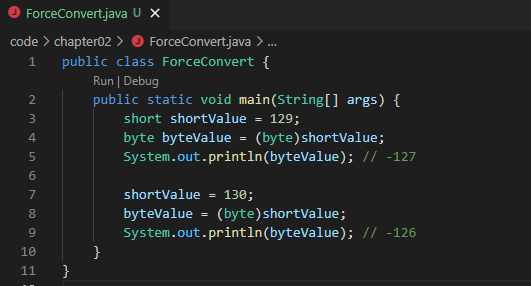 ForceConvert.java U ×
code > chapter02 > ForceConvert.java > ...
1 public class ForceConvert {
Run | Debug
2 public static void main(String[] args) {
3 short shortValue = 129;
4 byte byteValue = (byte)shortValue;
5 System.out.println(byteValue); // -127
6
7 shortValue = 130;
8 byteValue = (byte)shortValue;
9 System.out.println(byteValue); // -126
10 }
11 }